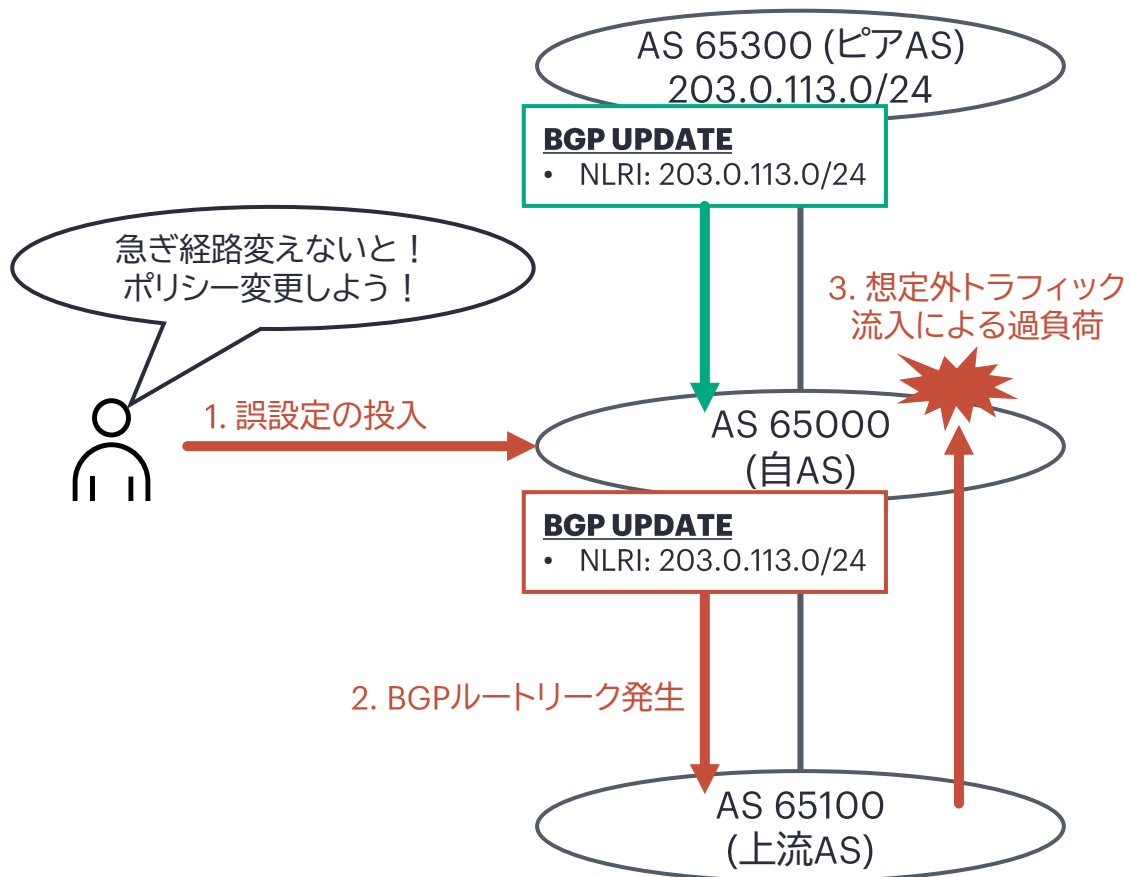 AS 65300 (ピアAS)
203.0.113.0/24
BGP UPDATE
• NLRI: 203.0.113.0/24
急ぎ経路変えないと！
ポリシー変更しよう！
3. 想定外トラフィック
流入による過負荷
1. 誤設定の投入
AS 65000
(自AS)
BGP UPDATE
• NLRI: 203.0.113.0/24
2. BGPルートリーク発生
AS 65100
(上流AS)